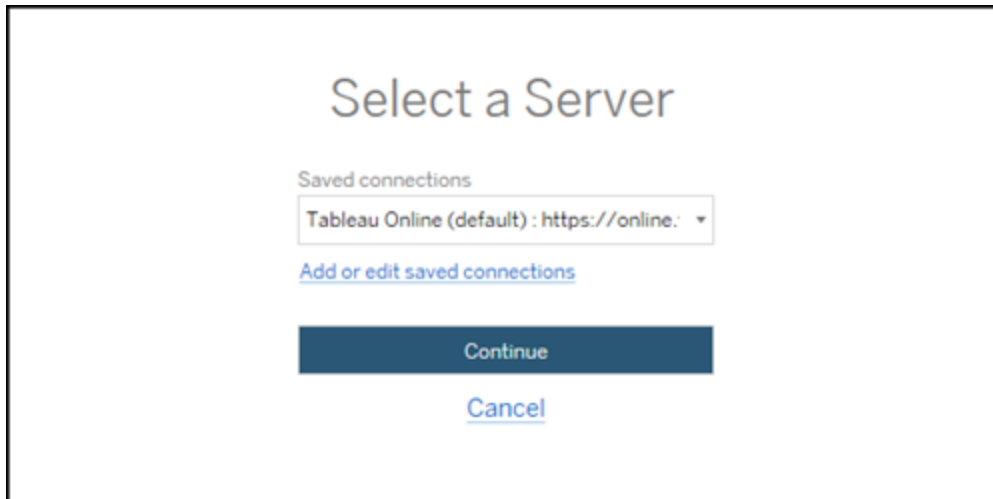 Select a Server
Saved connections
Tableau Online (default) : https://online.
Add or edit saved connections
Continue
Cancel